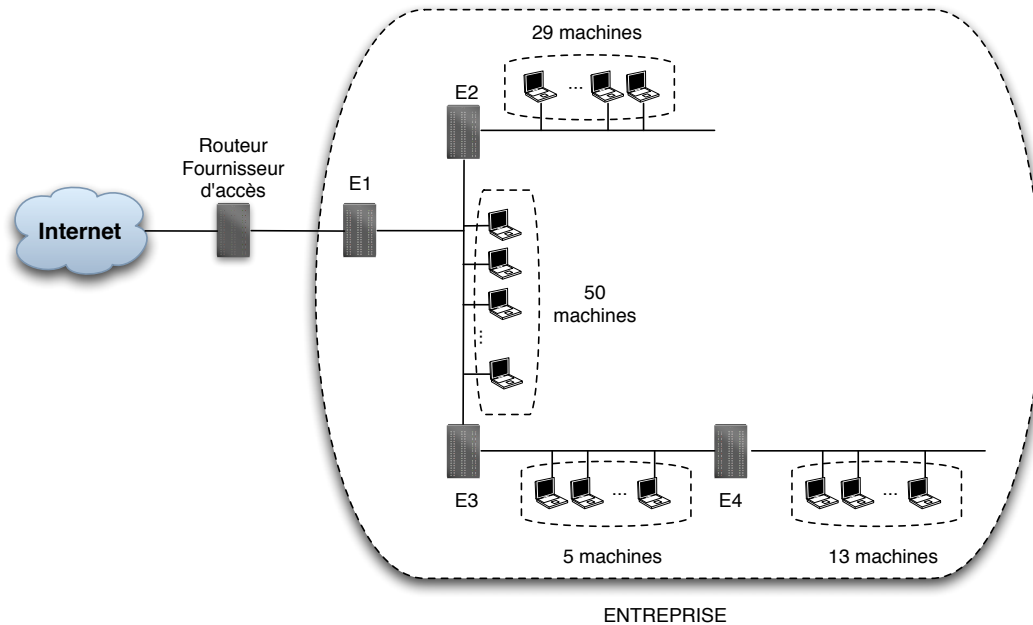 29 machines
...
E2
Routeur
Fournisseur
d'accès
E1
Internet
50
machines
...
E3
...
E4
...
5 machines
13 machines
ENTREPRISE